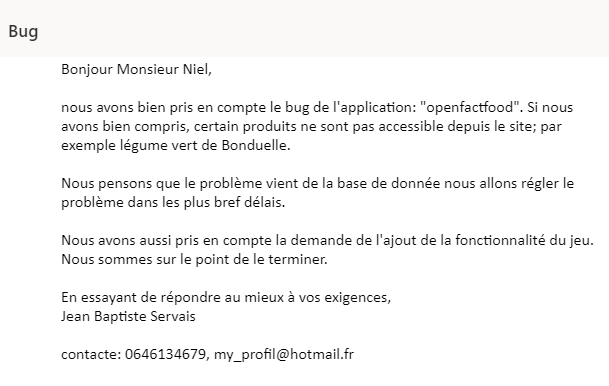 Bug
Bonjour Monsieur Niel,
nous avons bien pris en compte le bug de l'application: "openfactfood". Si nous
avons bien compris, certain produits ne sont pas accessible depuis le site; par
exemple légume vert de Bonduelle.
Nous pensons que le problème vient de la base de donnée nous allons régler le
problème dans les plus bref délais.
Nous avons aussi pris en compte la demande de l'ajout de la fonctionnalité du jeu.
Nous sommes sur le point de le terminer.
En essayant de répondre au mieux à vos exigences,
Jean Baptiste Servais
contacte: 0646134679, my_profil@hotmail.fr